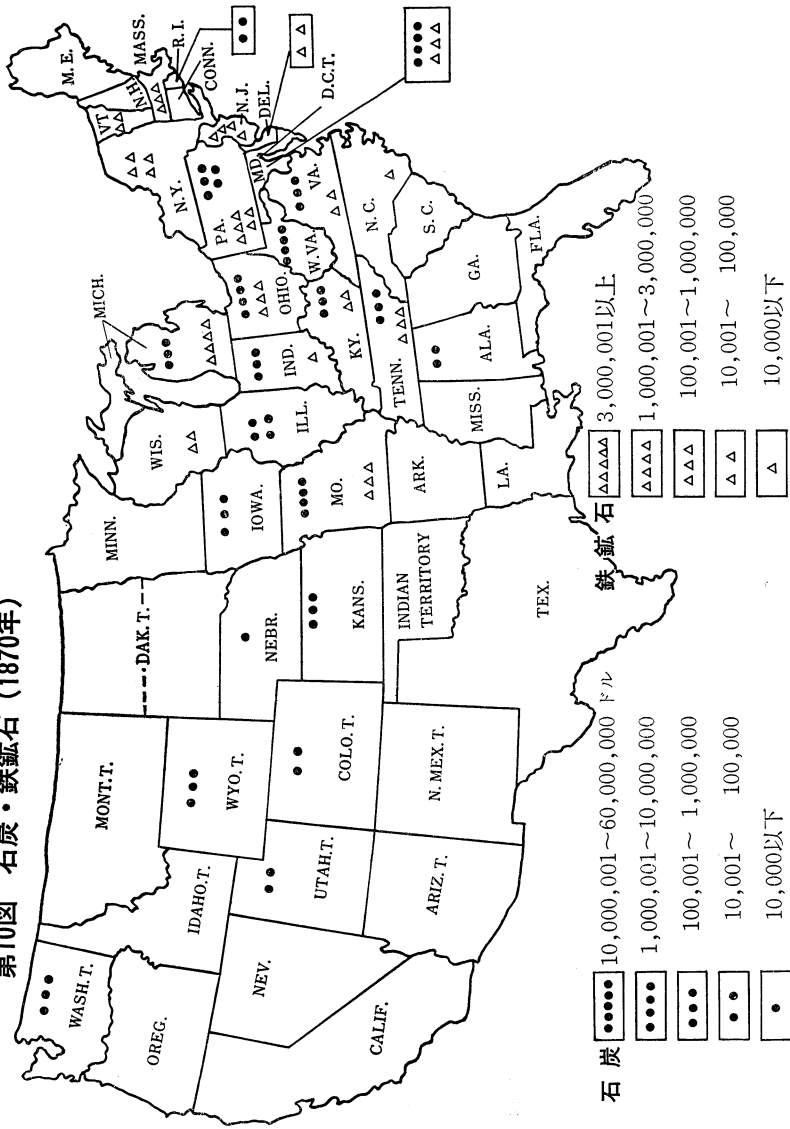 第10図 石炭・鉄鉱石 (1870年)
WASH.T.
OREG.
CALIF.
NEV.
IDAHO.T.
MONT.T.
WYO.T.
UTAH.T.
ARIZ.T.
COLO.T.
N. MEX.T.
DAK.T.
NEBR.
KANS.
INDIAN
TERRITORY
TEX.
MINN.
IOWA.
MO.
ARK.
LA.
WIS.
ILL.
MICH.
IND.
OHIO.
KY.
TENN.
MISS.
ALA.
GA.
FLA.
S. C.
N. C.
VA.
W.VA.
PA.
MD.
N.Y.
VT
N.H.
M.E.
MASS.
R.I.
CONN.
N.J.
DEL.
D.C.T.
石炭
10,000,001~60,000,000 ドル
1,000,001~10,000,000
100,001~ 1,000,000
10,001~ 100,000
10,000以下
鉄鉱石
3,000,001以上
1,000,001~3,000,000
100,001~1,000,000
10,001~ 100,000
10,000以下